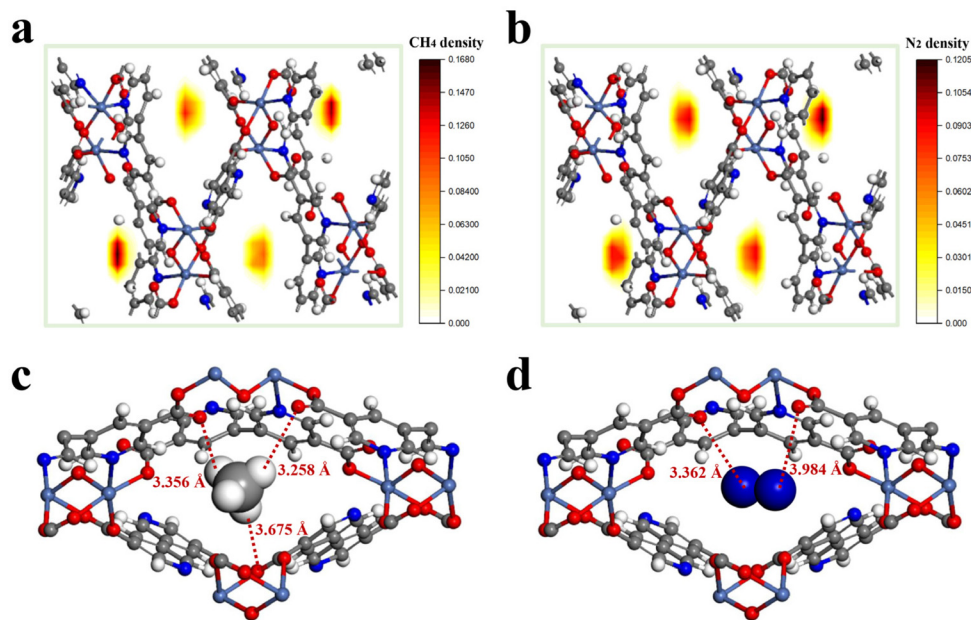 a
CH4 density
0.1680
0.1470
0.1260
0.1050
0.08400
0.06300
0.04200
0.02100
0.000
b
N2 density
0.1205
0.1054
0.0903
0.0753
0.0602
0.0451
0.0301
0.0150
0.000
c
3.356 Å
3.258 Å
3.675 Å
d
3.362 Å
3.984 Å